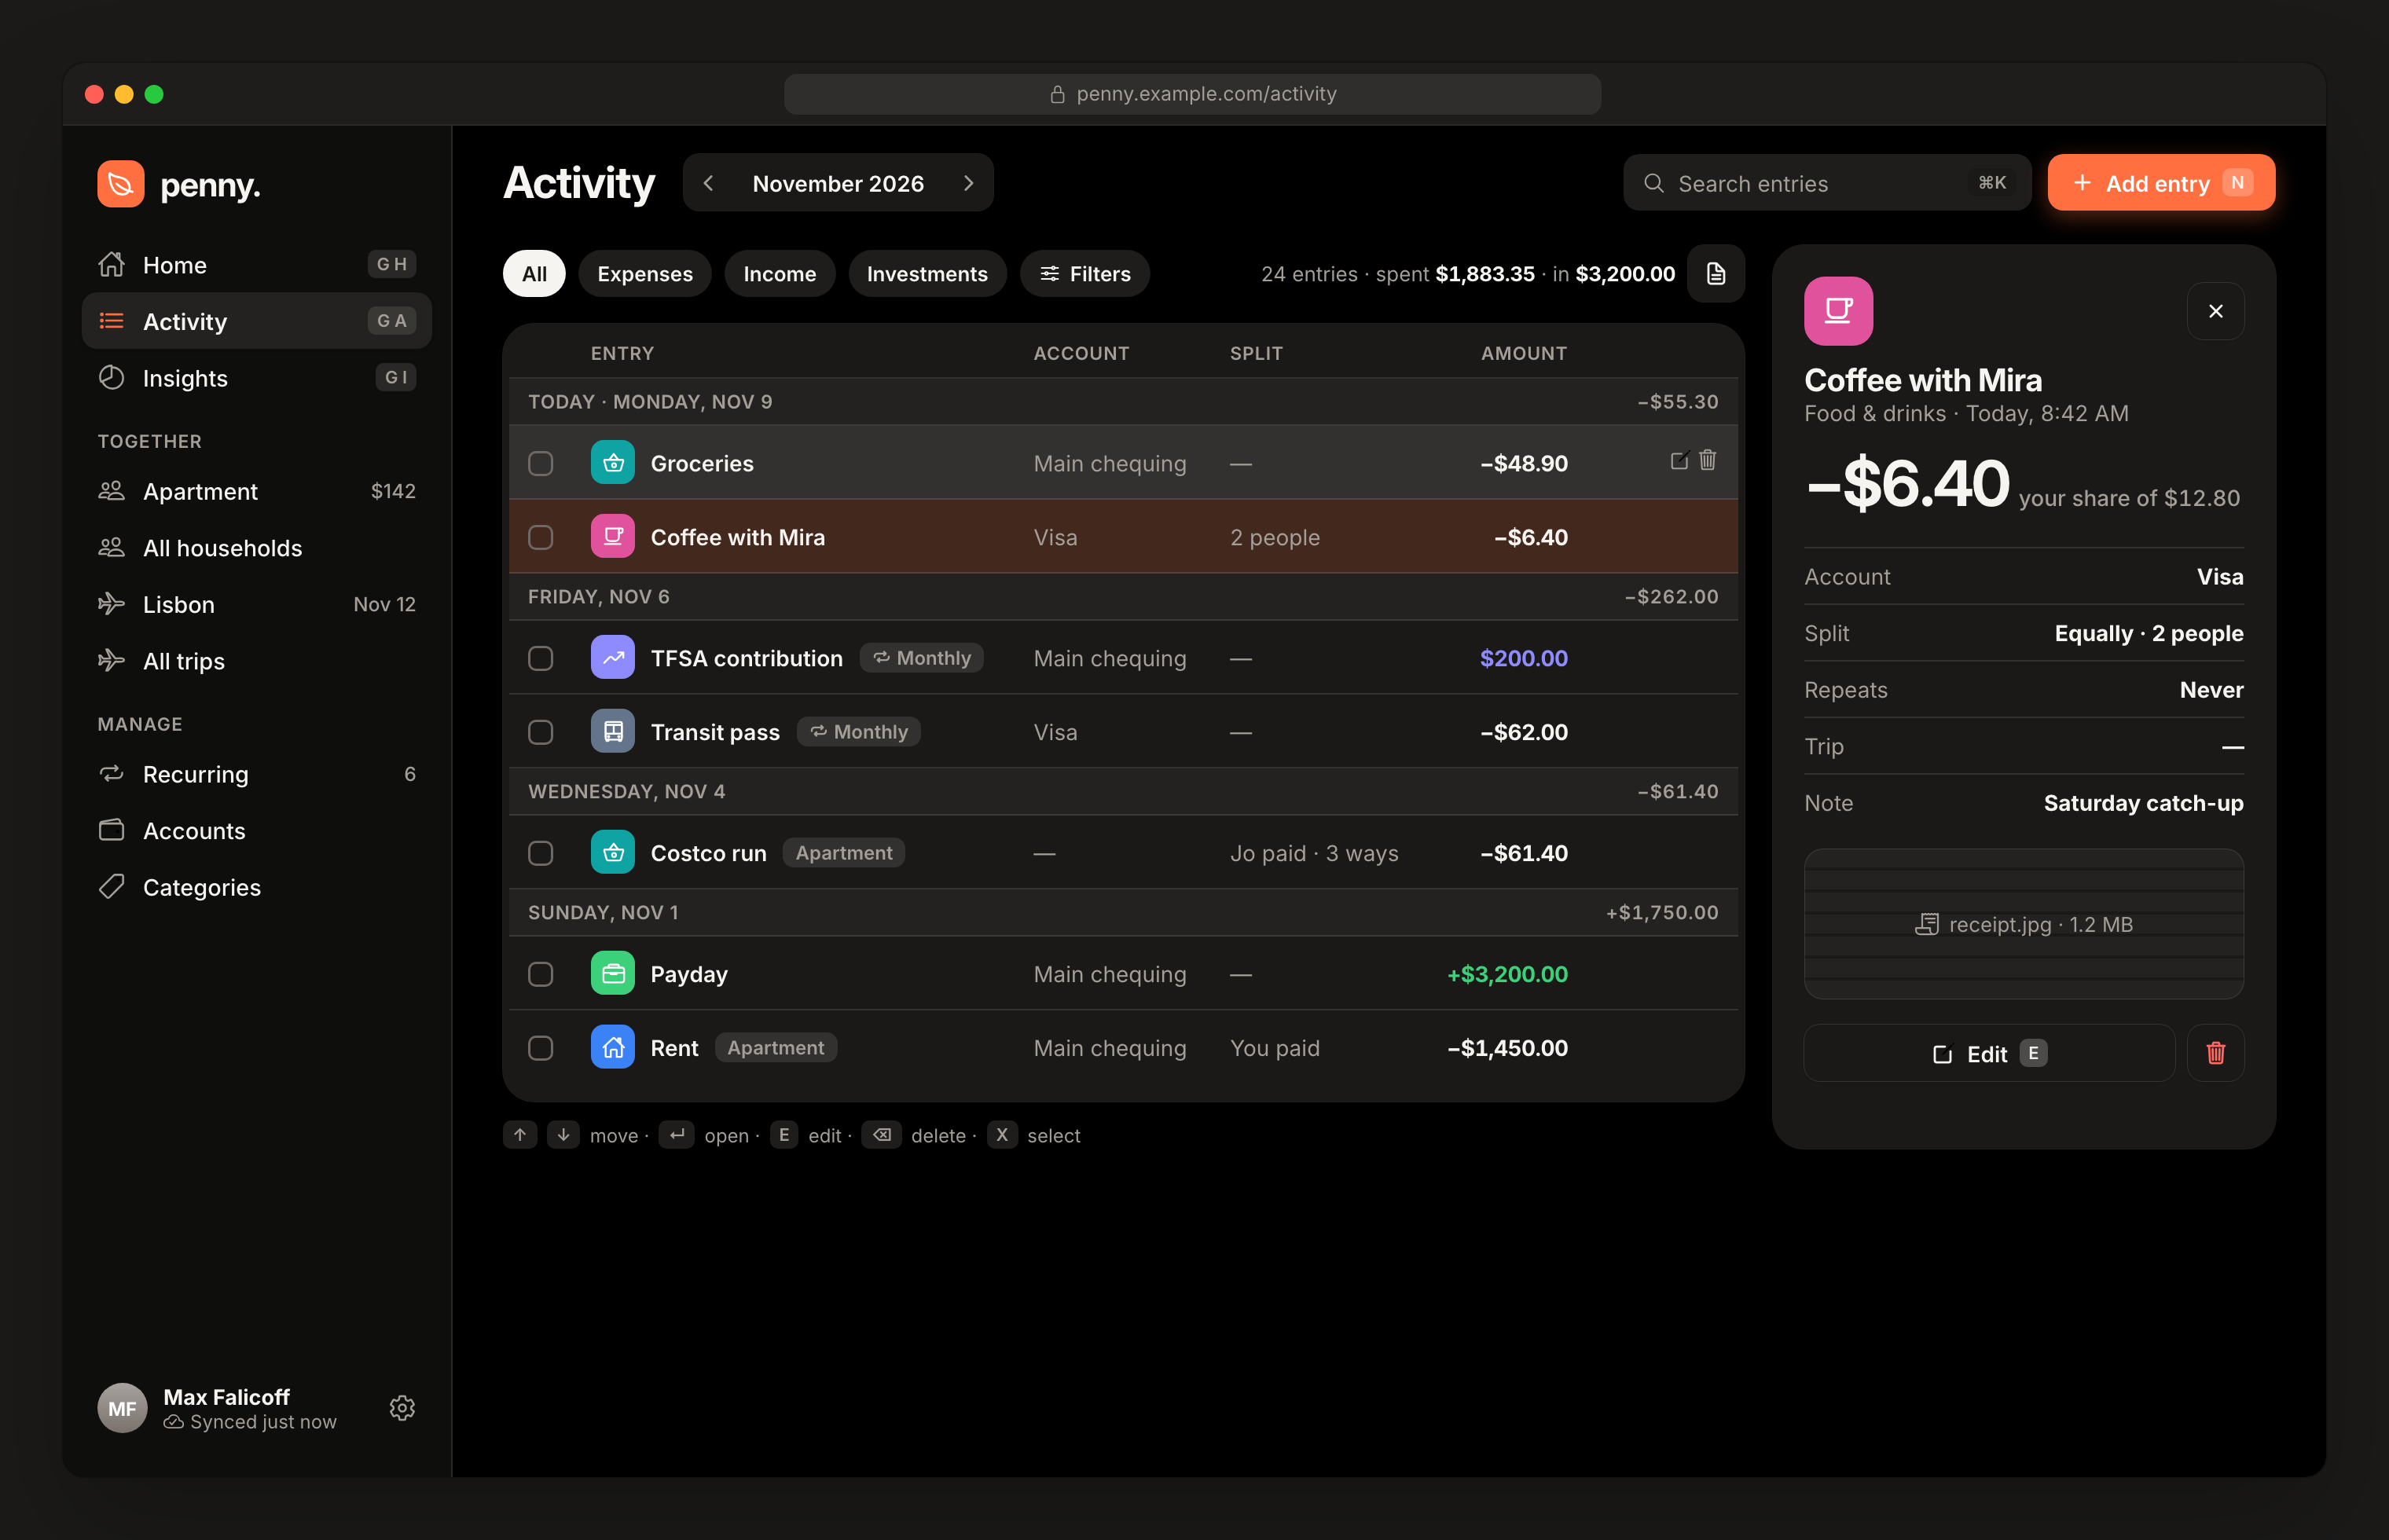 penny.example.com/activity
penny.
Home G H
Activity G A
Insights G I
TOGETHER
Apartment $142
All households
Lisbon Nov 12
All trips
MANAGE
Recurring 6
Accounts
Categories
MF
Max Falicoff
Synced just now
Activity
November 2026
Search entries ⌘K
+ Add entry N
All Expenses Income Investments Filters
24 entries · spent $1,883.35 · in $3,200.00
ENTRY ACCOUNT SPLIT AMOUNT
TODAY · MONDAY, NOV 9 −$55.30
Groceries Main chequing — −$48.90
Coffee with Mira Visa 2 people −$6.40
FRIDAY, NOV 6 −$262.00
TFSA contribution Monthly Main chequing — $200.00
Transit pass Monthly Visa — −$62.00
WEDNESDAY, NOV 4 −$61.40
Costco run Apartment — Jo paid · 3 ways −$61.40
SUNDAY, NOV 1 +$1,750.00
Payday Main chequing — +$3,200.00
Rent Apartment Main chequing You paid −$1,450.00
↑ ↓ move · ↵ open · E edit · ⌫ delete · X select
Coffee with Mira
Food & drinks · Today, 8:42 AM
−$6.40 your share of $12.80
Account Visa
Split Equally · 2 people
Repeats Never
Trip —
Note Saturday catch-up
receipt.jpg · 1.2 MB
Edit E